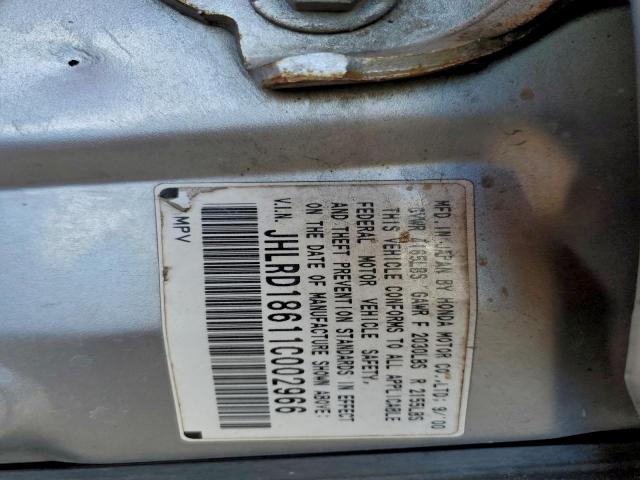 MFD. IN JAPAN BY HONDA MOTOR CO.,LTD: 9/00
GVWR 4165LBS GAWR F 2030LBS R 2155LBS
THIS VEHICLE CONFORMS TO ALL APPLICABLE
FEDERAL MOTOR VEHICLE SAFETY,
AND THEFT PREVENTION STANDARDS IN EFFECT
ON THE DATE OF MANUFACTURE SHOWN ABOVE:
V.I.N. JHLRD18611C002966
MPV